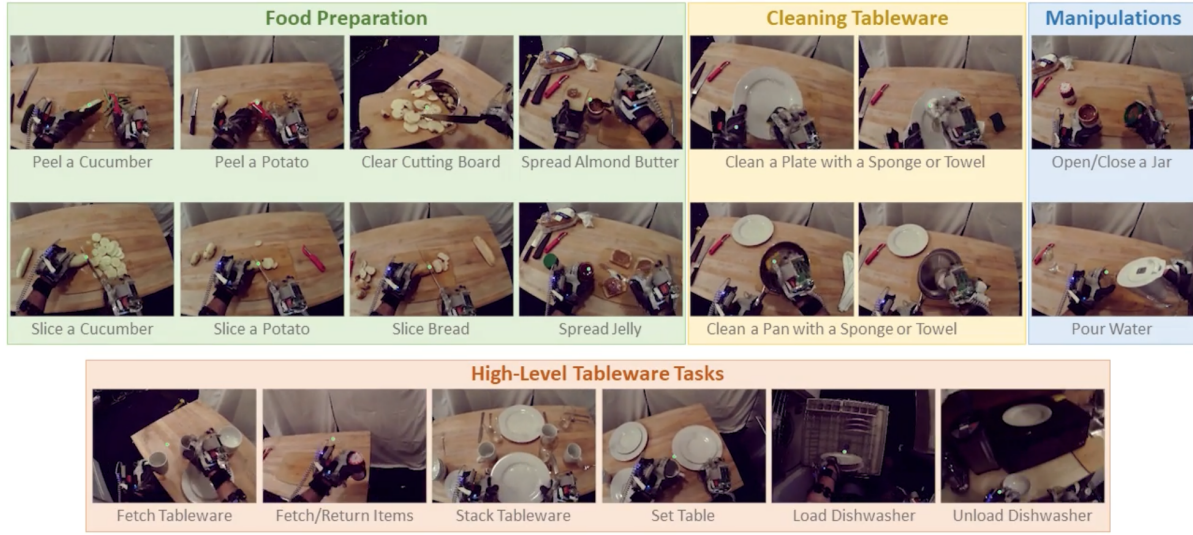 Food Preparation
Cleaning Tableware
Manipulations
Peel a Cucumber
Peel a Potato
Clear Cutting Board
Spread Almond Butter
Clean a Plate with a Sponge or Towel
Open/Close a Jar
Slice a Cucumber
Slice a Potato
Slice Bread
Spread Jelly
Clean a Pan with a Sponge or Towel
Pour Water
High-Level Tableware Tasks
Fetch Tableware
Fetch/Return Items
Stack Tableware
Set Table
Load Dishwasher
Unload Dishwasher